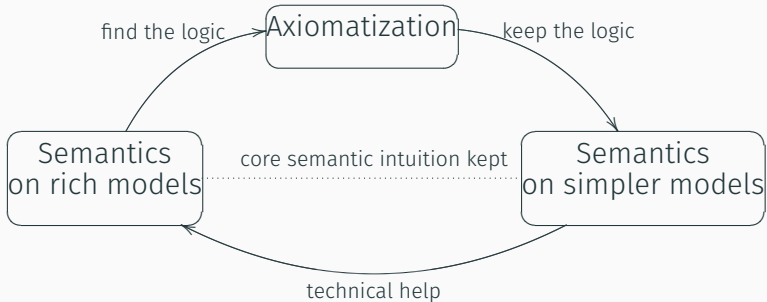 find the logic
Axiomatization
keep the logic
Semantics
on rich models
core semantic intuition kept
Semantics
on simpler models
technical help